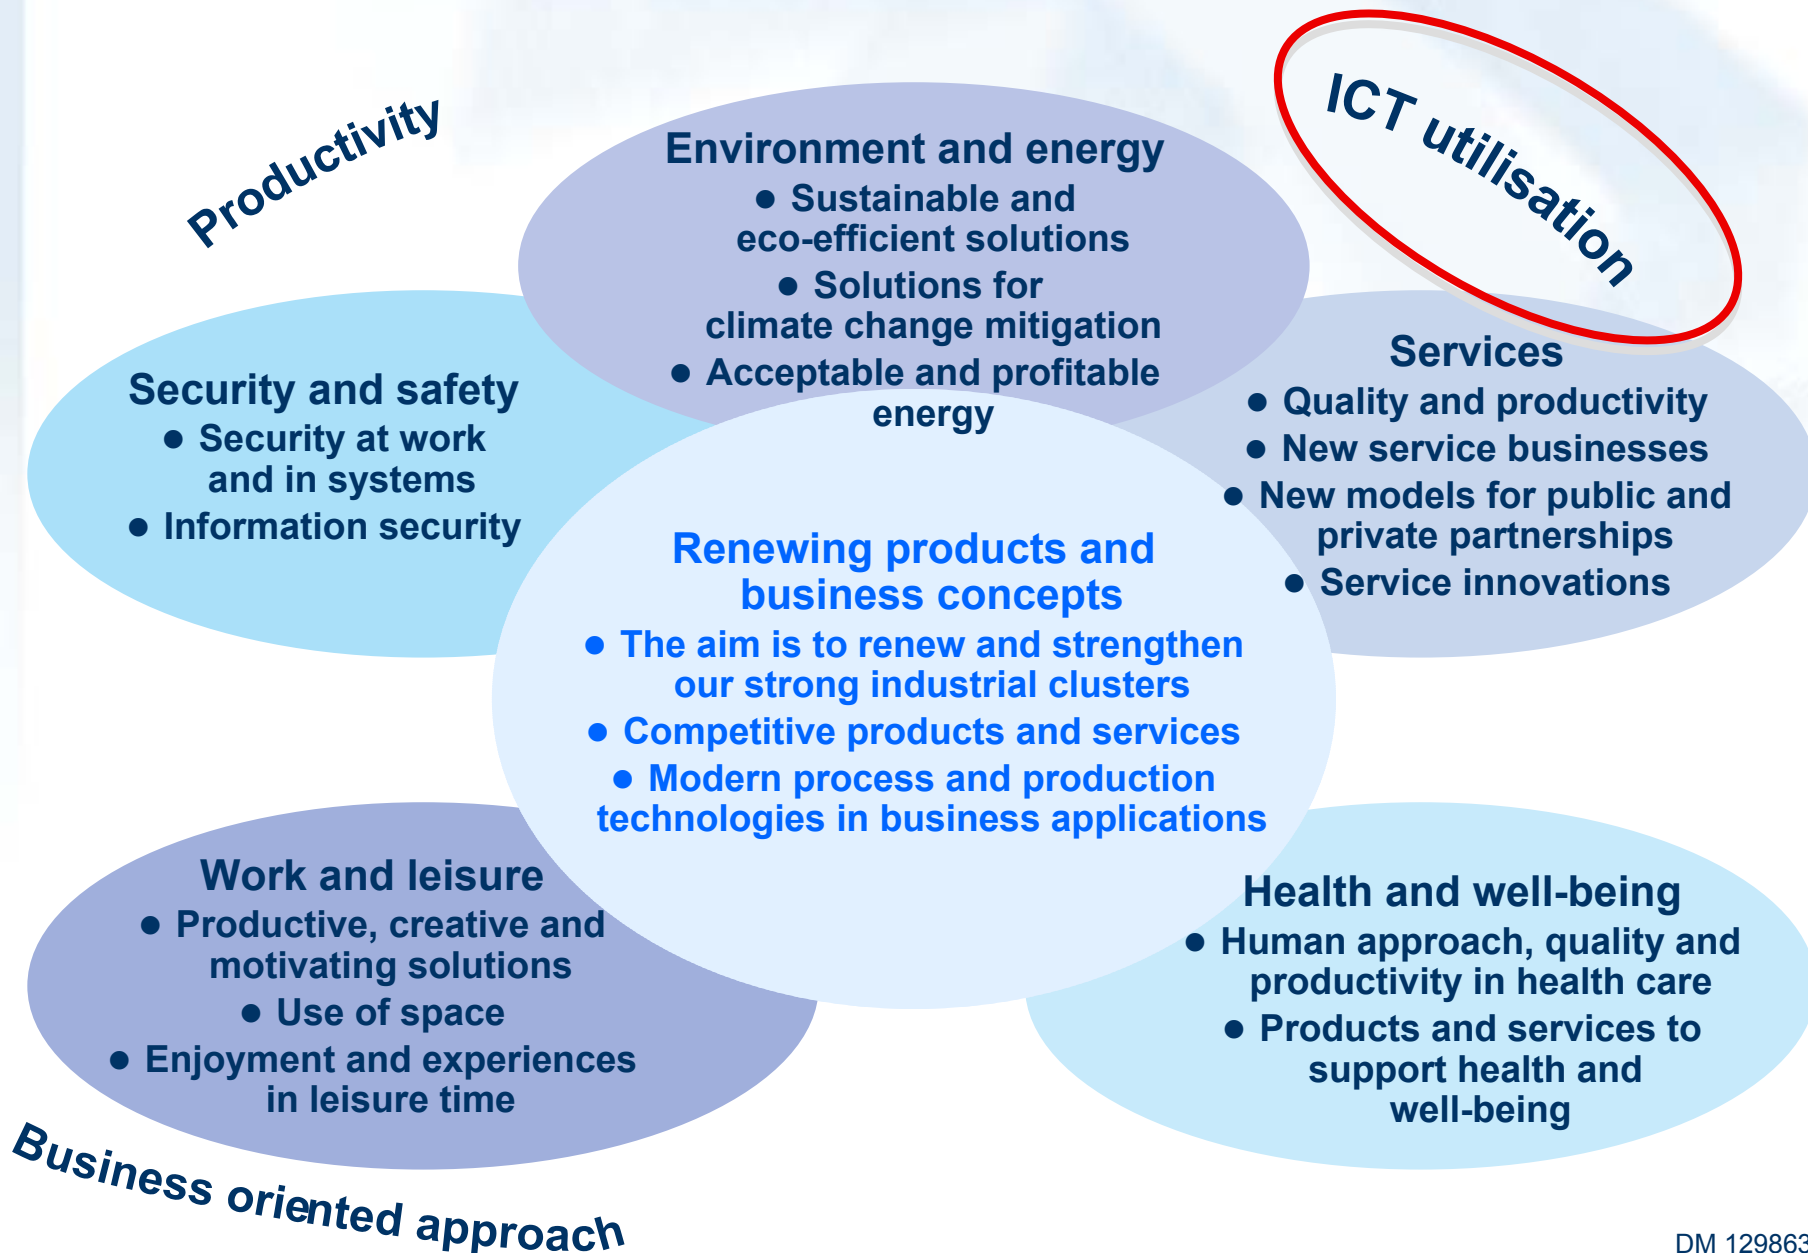 Productivity
ICT utilisation
Environment and energy
● Sustainable and
eco-efficient solutions
● Solutions for
climate change mitigation
● Acceptable and profitable
energy
Security and safety
● Security at work
and in systems
● Information security
Services
● Quality and productivity
● New service businesses
● New models for public and
private partnerships
● Service innovations
Renewing products and
business concepts
● The aim is to renew and strengthen
our strong industrial clusters
● Competitive products and services
● Modern process and production
technologies in business applications
Work and leisure
● Productive, creative and
motivating solutions
● Use of space
● Enjoyment and experiences
in leisure time
Health and well-being
● Human approach, quality and
productivity in health care
● Products and services to
support health and
well-being
Business oriented approach
DM 129863